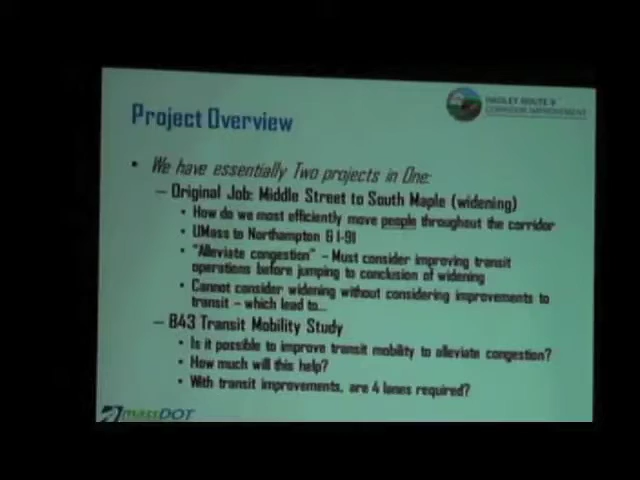 HADLEY ROUTE 9
CORRIDOR IMPROVEMENT
Project Overview
• We have essentially Two projects in One:
– Original Job: Middle Street to South Maple (widening)
• How do we most efficiently move people throughout the corridor
• UMass to Northampton & I-91
• "Alleviate congestion" – Must consider improving transit
operations before jumping to conclusion of widening
• Cannot consider widening without considering improvements to
transit – which lead to...
– B43 Transit Mobility Study
• Is it possible to improve transit mobility to alleviate congestion?
• How much will this help?
• With transit improvements, are 4 lanes required?
massDOT